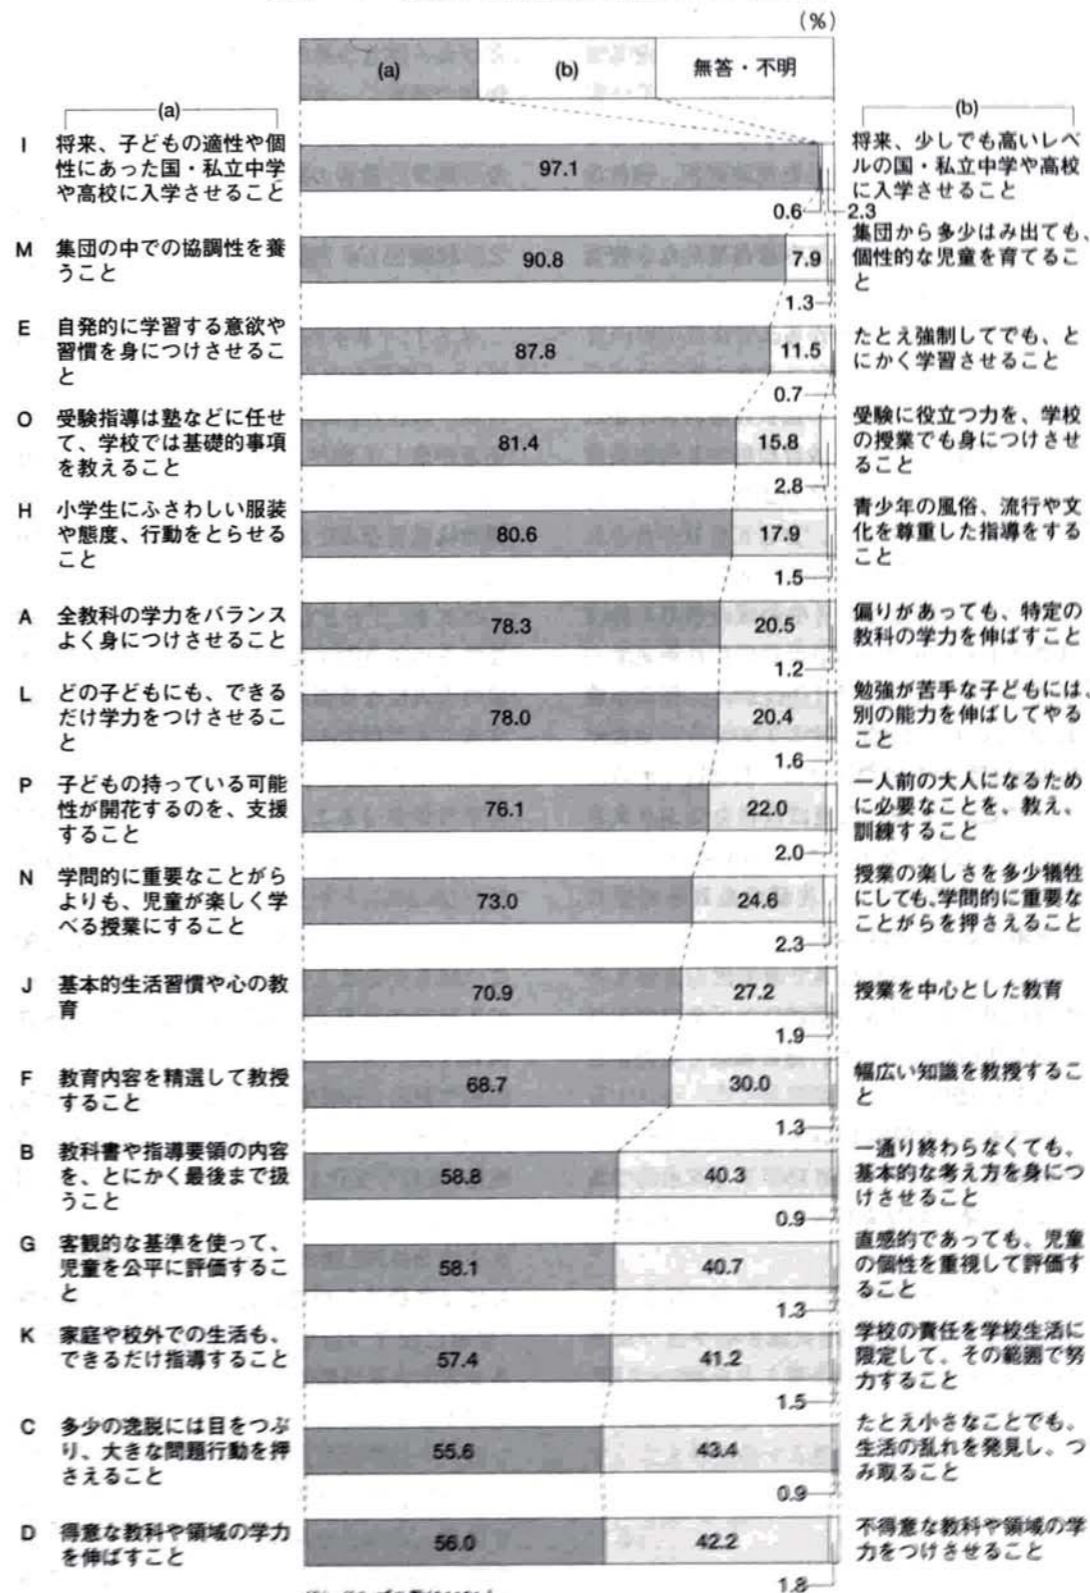 (%)
(a)
(b)
無答・不明
(a)
(b)
I
将来、子どもの適性や個
性にあった国・私立中学
や高校に入学させること
97.1
0.6
2.3
将来、少しでも高いレベ
ルの国・私立中学や高校
に入学させること
M
集団の中での協調性を養
うこと
90.8
7.9
1.3
集団から多少はみ出ても、
個性的な児童を育てるこ
と
E
自発的に学習する意欲や
習慣を身につけさせるこ
と
87.8
11.5
0.7
たとえ強制してでも、と
にかく学習させること
O
受験指導は塾などに任せ
て、学校では基礎的事項
を教えること
81.4
15.8
2.8
受験に役立つ力を、学校
の授業でも身につけさせ
ること
H
小学生にふさわしい服装
や態度、行動をとらせる
こと
80.6
17.9
1.5
青少年の風俗、流行や文
化を尊重した指導をする
こと
A
全教科の学力をバランス
よく身につけさせること
78.3
20.5
1.2
偏りがあっても、特定の
教科の学力を伸ばすこと
L
どの子どもにも、できる
だけ学力をつけさせるこ
と
78.0
20.4
1.6
勉強が苦手な子どもには、
別の能力を伸ばしてやる
こと
P
子どもの持っている可能
性が開花するのを、支援
すること
76.1
22.0
2.0
一人前の大人になるため
に必要なことを、教え、
訓練すること
N
学問的に重要なことがら
よりも、児童が楽しく学
べる授業にすること
73.0
24.6
2.3
授業の楽しさを多少犠牲
にしても、学問的に重要な
ことがらを押さえること
J
基本的生活習慣や心の教
育
70.9
27.2
1.9
授業を中心とした教育
F
教育内容を精選して教授
すること
68.7
30.0
1.3
幅広い知識を教授するこ
と
B
教科書や指導要領の内容
を、とにかく最後まで扱
うこと
58.8
40.3
0.9
一通り終わらなくても、
基本的な考え方を身につ
けさせること
G
客観的な基準を使って、
児童を公平に評価するこ
と
58.1
40.7
1.3
直感的であっても、児童
の個性を重視して評価す
ること
K
家庭や校外での生活も、
できるだけ指導すること
57.4
41.2
1.5
学校の責任を学校生活に
限定して、その範囲で努
力すること
C
多少の逸脱には目をつぶ
り、大きな問題行動を押
さえること
55.6
43.4
0.9
たとえ小さなことでも、
生活の乱れを発見し、つ
み取ること
D
得意な教科や領域の学力
を伸ばすこと
56.0
42.2
1.8
不得意な教科や領域の学
力をつけさせること